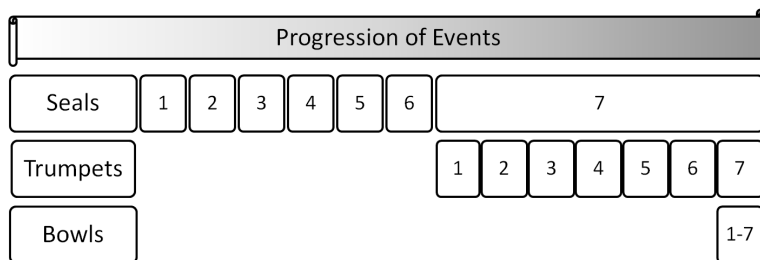 Progression of Events
Seals 1 2 3 4 5 6 7
Trumpets 1 2 3 4 5 6 7
Bowls 1-7